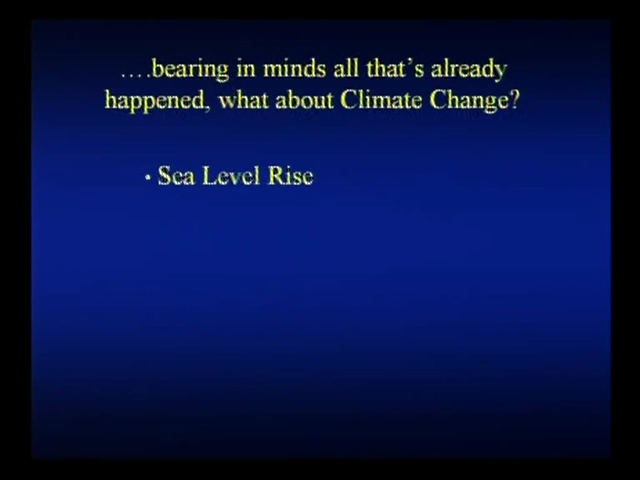 ….bearing in minds all that's already
happened, what about Climate Change?
• Sea Level Rise